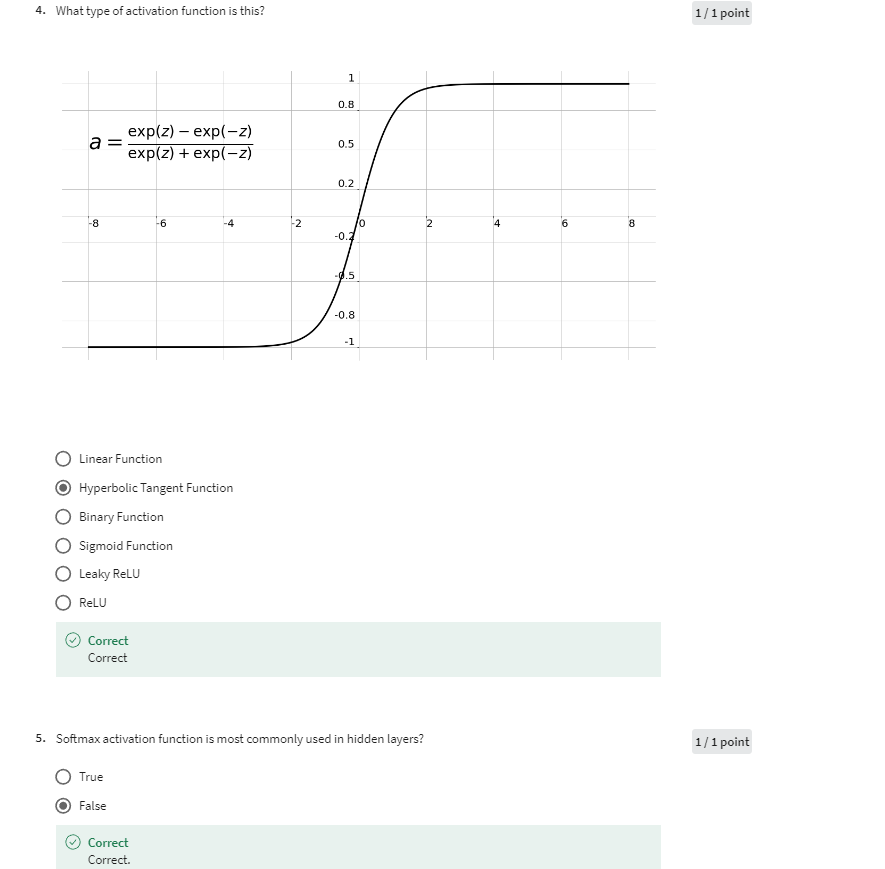 4. What type of activation function is this?
1 / 1 point
1
0.8
a = exp(z) − exp(−z)
exp(z) + exp(−z)
0.5
0.2
-8 -6 -4 -2 0 2 4 6 8
-0.2
-0.5
-0.8
-1
Linear Function
Hyperbolic Tangent Function
Binary Function
Sigmoid Function
Leaky ReLU
ReLU
Correct
Correct
5. Softmax activation function is most commonly used in hidden layers?
1 / 1 point
True
False
Correct
Correct.